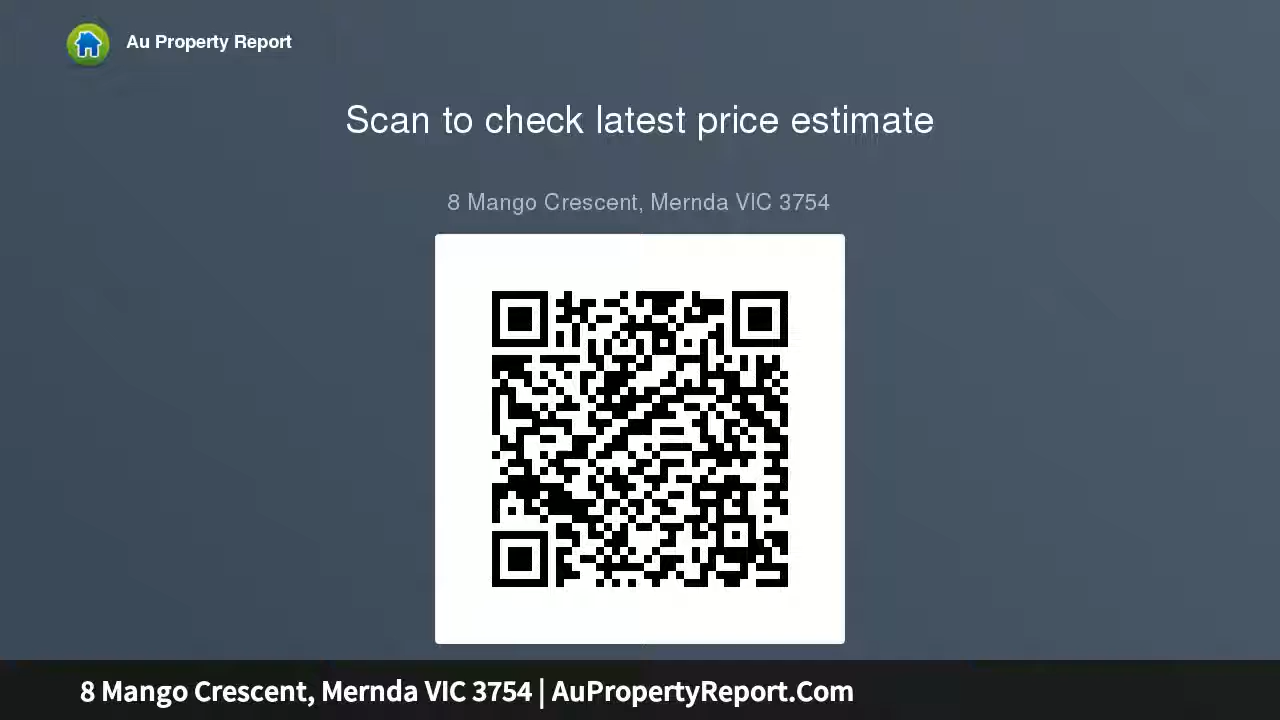 Au Property Report
Scan to check latest price estimate
8 Mango Crescent, Mernda VIC 3754
8 Mango Crescent, Mernda VIC 3754 | AuPropertyReport.Com